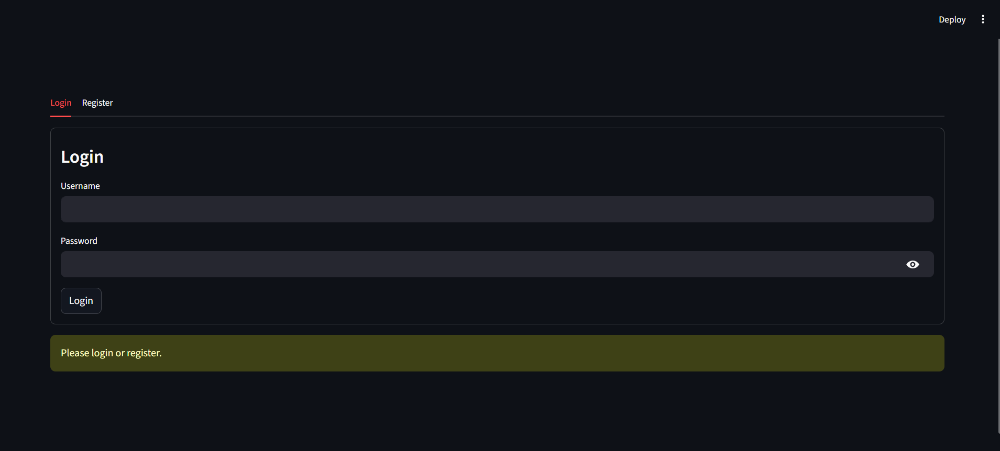 Deploy
Login Register
Login
Username
Password
Login
Please login or register.